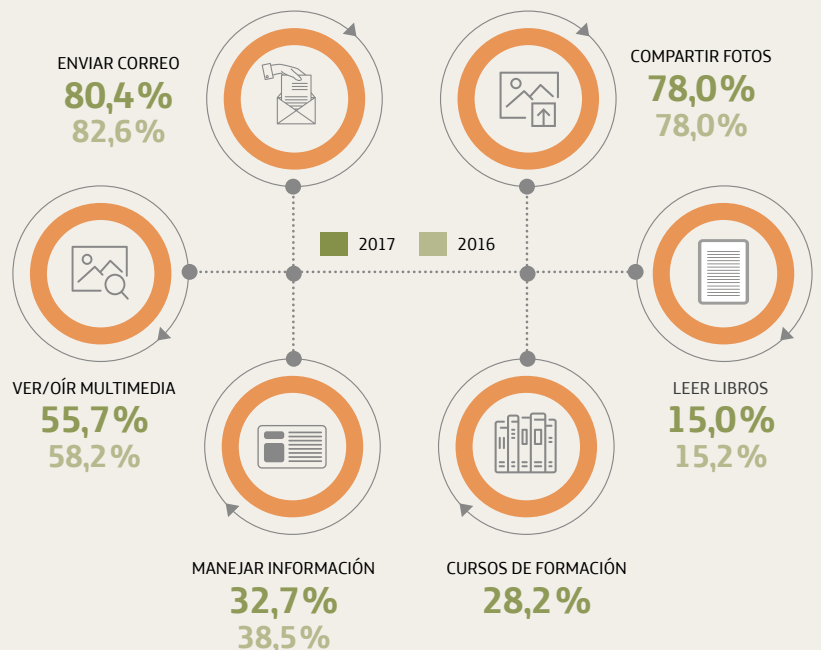 ENVIAR CORREO
80,4%
82,6%
COMPARTIR FOTOS
78,0%
78,0%
2017
2016
VER/OÍR MULTIMEDIA
55,7%
58,2%
LEER LIBROS
15,0%
15,2%
MANEJAR INFORMACIÓN
32,7%
38,5%
CURSOS DE FORMACIÓN
28,2%